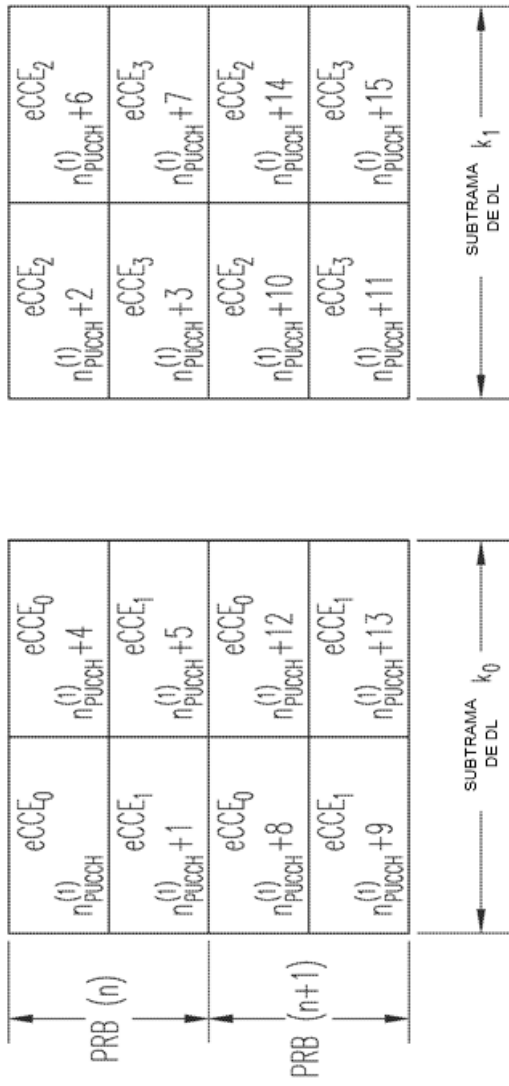 PRB (n)
eCCE₀
n⁽¹⁾PUCCH
eCCE₀
n⁽¹⁾PUCCH+4
eCCE₁
n⁽¹⁾PUCCH+1
eCCE₁
n⁽¹⁾PUCCH+5
PRB (n+1)
eCCE₀
n⁽¹⁾PUCCH+8
eCCE₀
n⁽¹⁾PUCCH+12
eCCE₁
n⁽¹⁾PUCCH+9
eCCE₁
n⁽¹⁾PUCCH+13
SUBTRAMA
DE DL k₀
eCCE₂
n⁽¹⁾PUCCH+2
eCCE₂
n⁽¹⁾PUCCH+6
eCCE₃
n⁽¹⁾PUCCH+3
eCCE₃
n⁽¹⁾PUCCH+7
eCCE₂
n⁽¹⁾PUCCH+10
eCCE₂
n⁽¹⁾PUCCH+14
eCCE₃
n⁽¹⁾PUCCH+11
eCCE₃
n⁽¹⁾PUCCH+15
SUBTRAMA
DE DL k₁